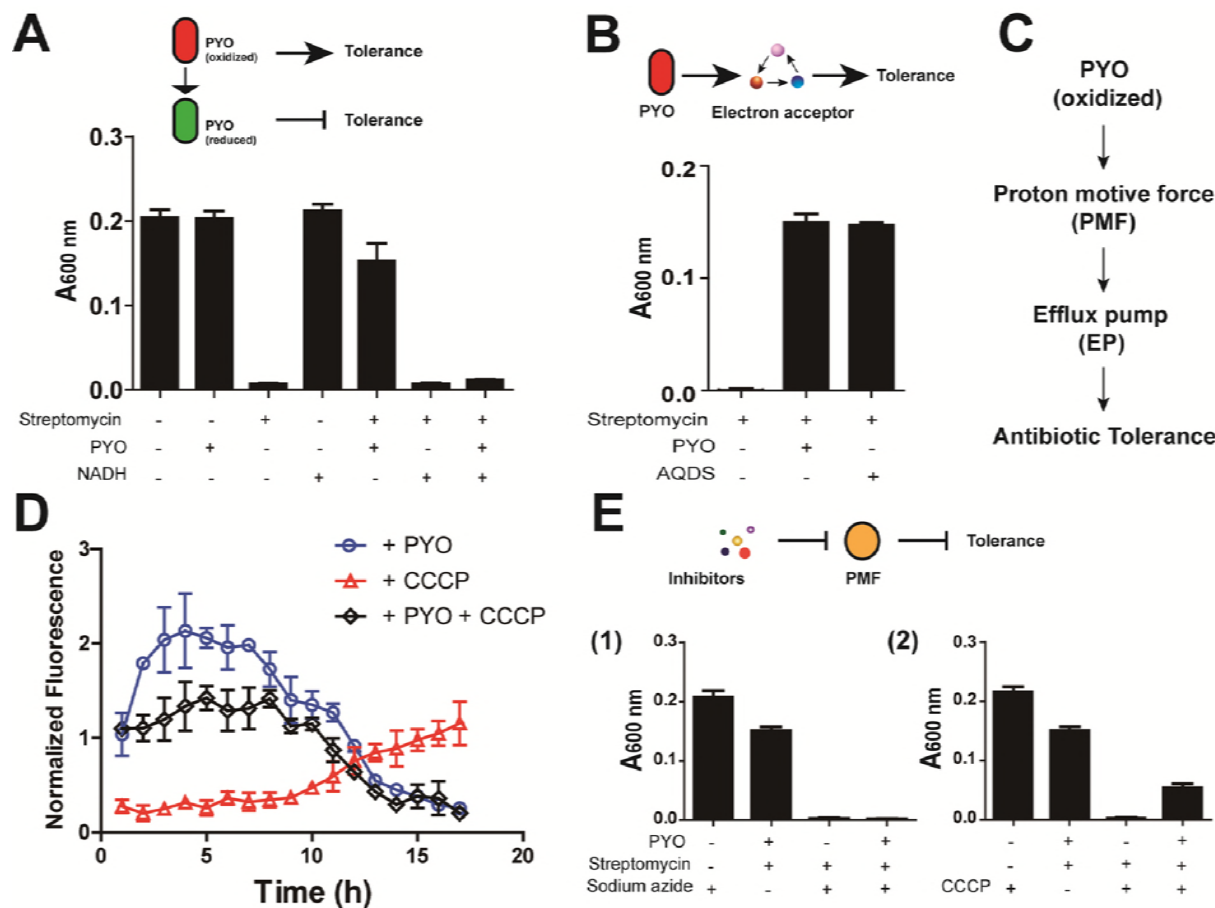 A
PYO
(oxidized)
Tolerance
PYO
(reduced)
Tolerance
0.3
0.2
0.1
0.0
A600 nm
Streptomycin - - + - + + +
PYO - + - - + - +
NADH - - - + - + +
B
PYO
Electron acceptor
Tolerance
0.2
0.1
0.0
A600 nm
Streptomycin + + +
PYO - + -
AQDS - - +
C
PYO
(oxidized)
Proton motive force
(PMF)
Efflux pump
(EP)
Antibiotic Tolerance
D
+ PYO
+ CCCP
+ PYO + CCCP
Normalized Fluorescence
3
2
1
0
0 5 10 15 20
Time (h)
E
Inhibitors
PMF
Tolerance
(1)
0.3
0.2
0.1
0.0
A600 nm
PYO - + - +
Streptomycin - + + +
Sodium azide + - + +
(2)
0.3
0.2
0.1
0.0
A600 nm
- + - +
- + + +
CCCP + - + +